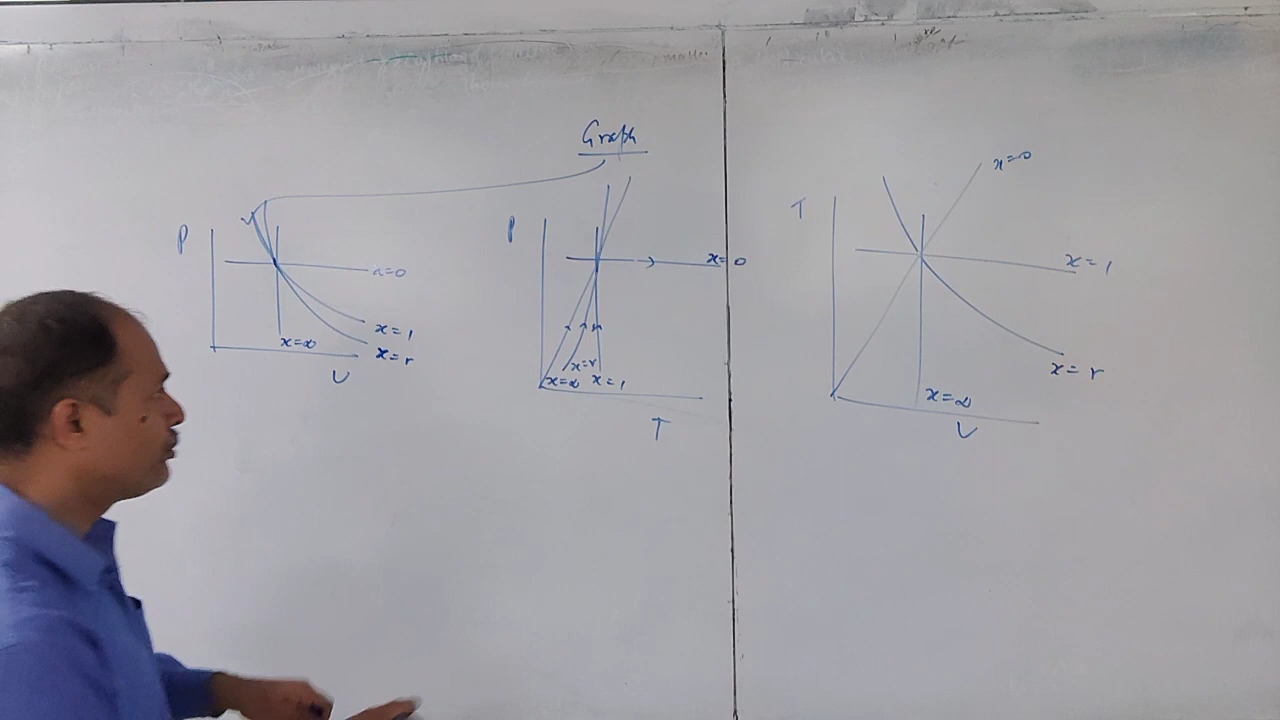 Graph
P
x=0
x=1
x=r
x=∞
V
P
x=0
x=r
x=∞
x=1
T
T
x=0
x=1
x=r
x=∞
V